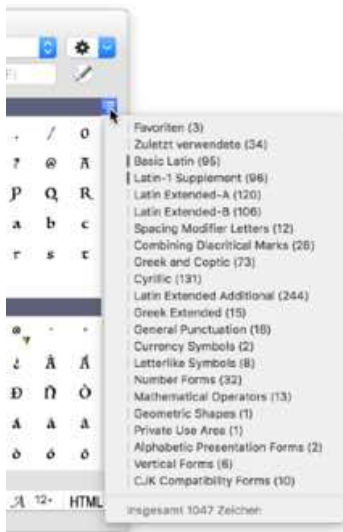 . / 0
? @ A
P Q R
a b c
r s t
¿ À Á
Ð Ñ Ò
à á â
ò ó ô
A 12+ HTML
Favoriten (3)
Zuletzt verwendete (34)
Basic Latin (95)
Latin-1 Supplement (96)
Latin Extended-A (120)
Latin Extended-B (106)
Spacing Modifier Letters (12)
Combining Diacritical Marks (26)
Greek and Coptic (73)
Cyrillic (131)
Latin Extended Additional (244)
Greek Extended (15)
General Punctuation (18)
Currency Symbols (2)
Letterlike Symbols (8)
Number Forms (32)
Mathematical Operators (13)
Geometric Shapes (1)
Private Use Area (1)
Alphabetic Presentation Forms (2)
Vertical Forms (6)
CJK Compatibility Forms (10)
Insgesamt 1047 Zeichen